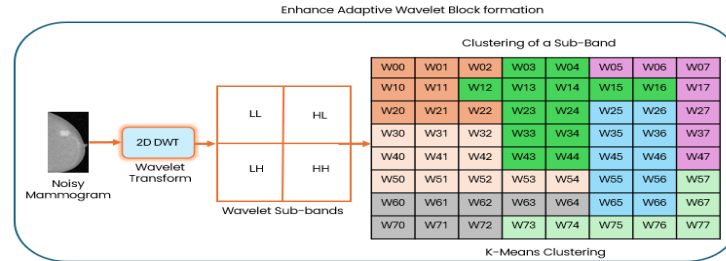 Enhance Adaptive Wavelet Block formation
Clustering of a Sub-Band
W00 W01 W02 W03 W04 W05 W06 W07
W10 W11 W12 W13 W14 W15 W16 W17
W20 W21 W22 W23 W24 W25 W26 W27
W30 W31 W32 W33 W34 W35 W36 W37
W40 W41 W42 W43 W44 W45 W46 W47
W50 W51 W52 W53 W54 W55 W56 W57
W60 W61 W62 W63 W64 W65 W66 W67
W70 W71 W72 W73 W74 W75 W76 W77
K-Means Clustering
LL HL
LH HH
Wavelet Sub-bands
2D DWT
Wavelet
Transform
Noisy
Mammogram